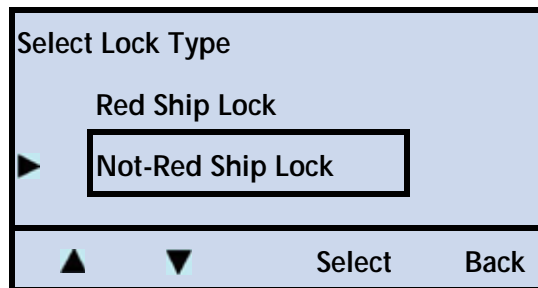 Select Lock Type
Red Ship Lock
Not-Red Ship Lock
Select Back